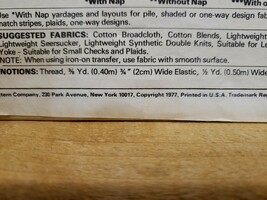 *With Nap **Without Nap ***With o
Use *With Nap yardages and layouts for pile, shaded or one-way design fab
match stripes, plaids, one-way designs.
SUGGESTED FABRICS: Cotton Broadcloth, Cotton Blends, Lightweight
Lightweight Seersucker, Lightweight Synthetic Double Knits, Suitable for L
Yoke - Suitable for Small Checks and Plaids.
NOTE: When using iron-on transfer, use fabric with smooth surface.
NOTIONS: Thread, ⅜ Yd. (0.40m) ¾" (2cm) Wide Elastic, ½ Yd. (0.50m) Wide
ttern Company, 230 Park Avenue, New York 10017, Copyright 1977, Printed in U.S.A. Trademark Re